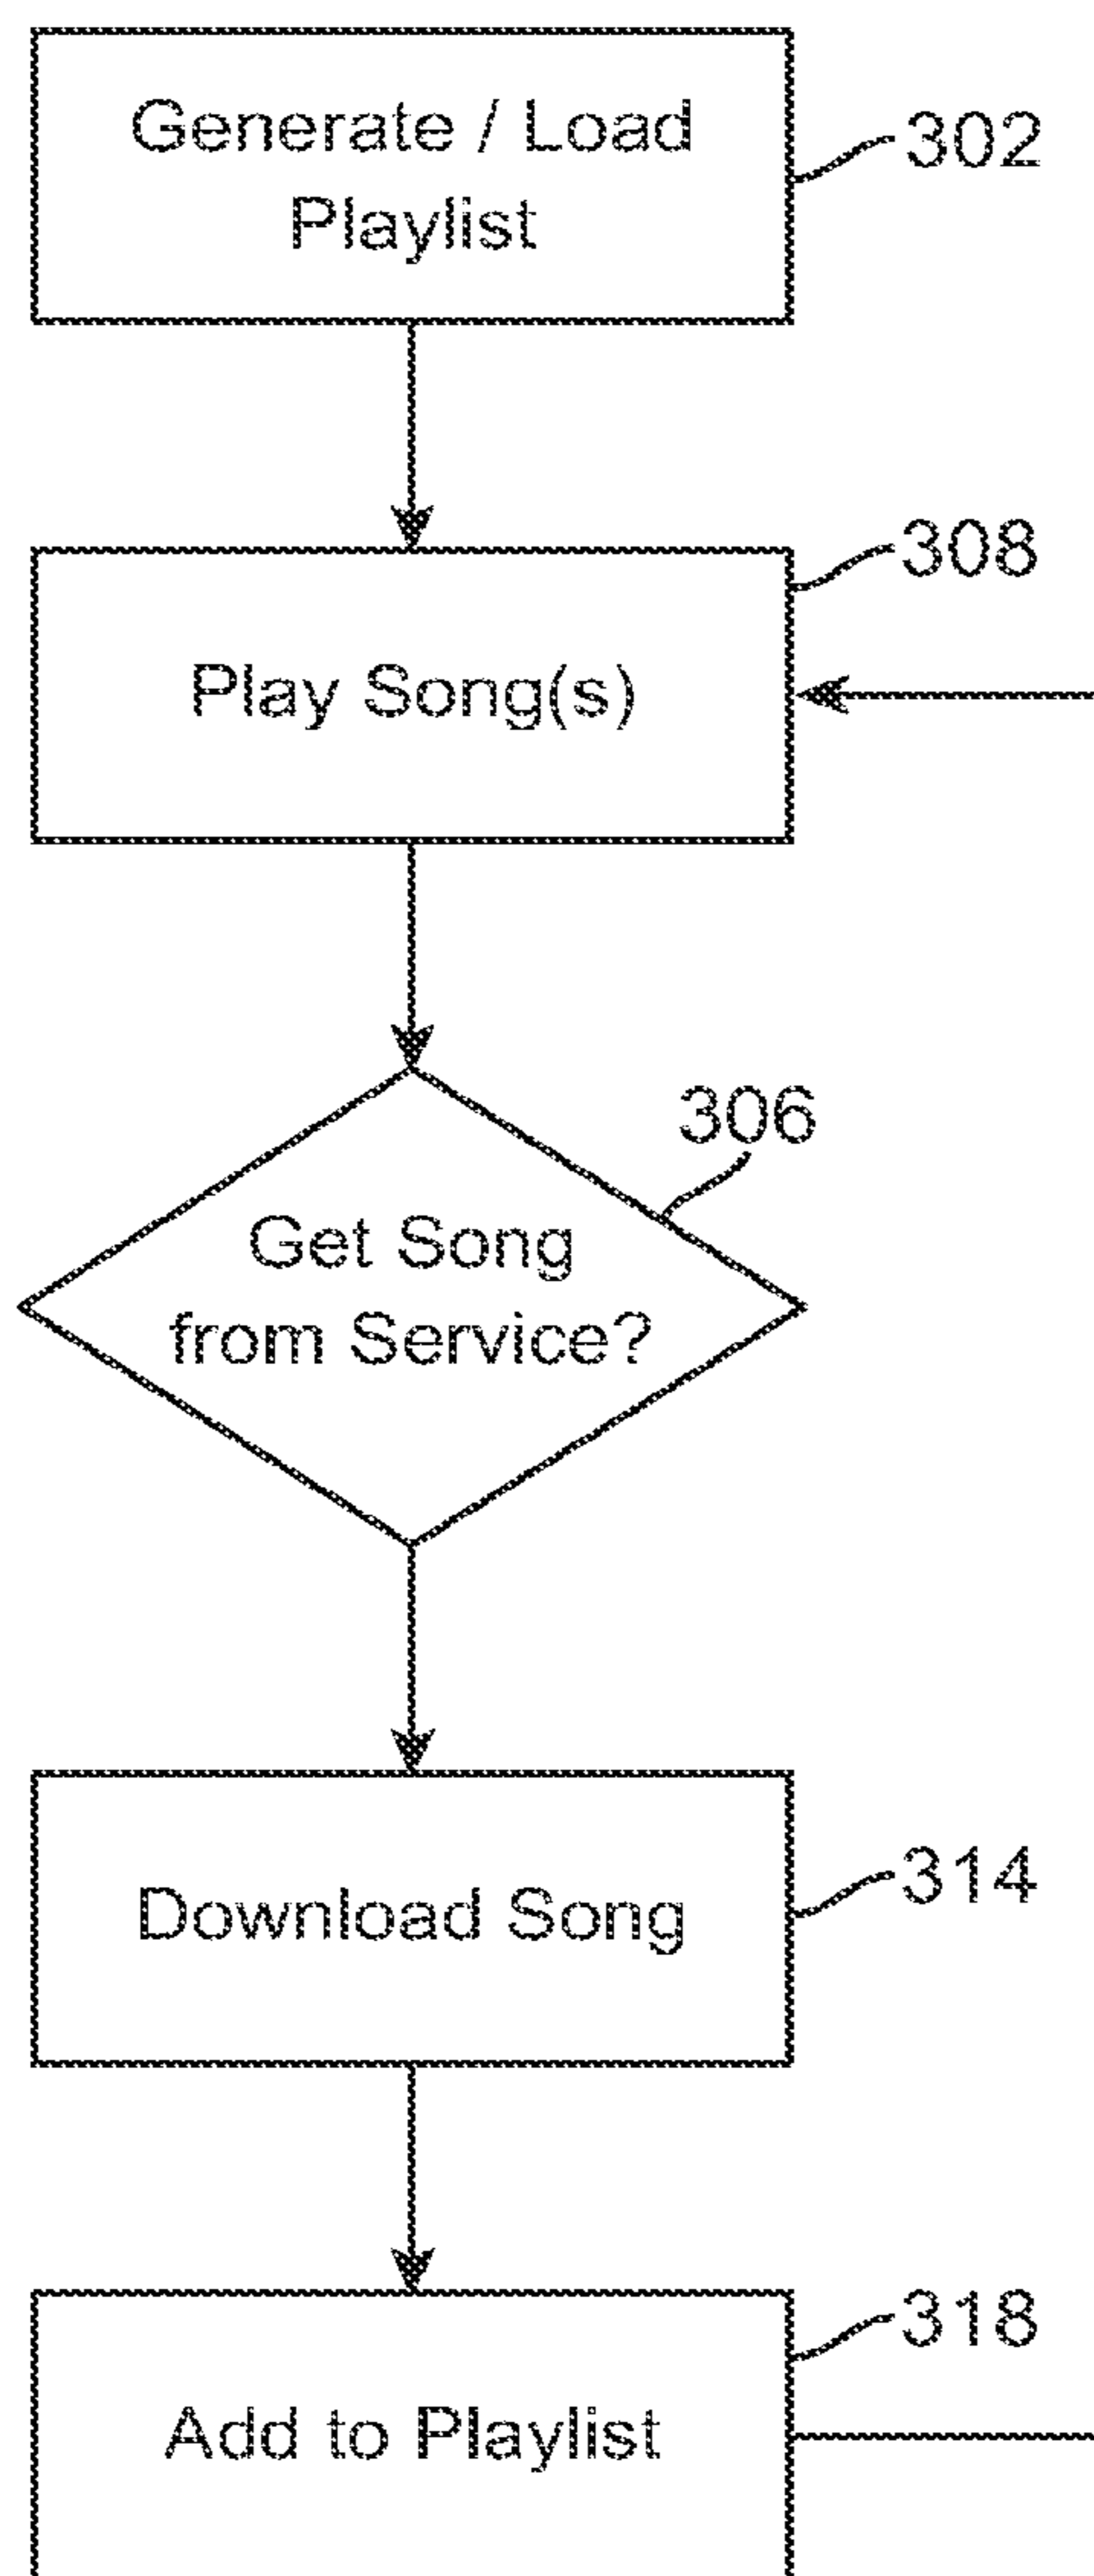 Generate / Load
Playlist
302
308
Play Song(s)
306
Get Song
from Service?
314
Download Song
318
Add to Playlist